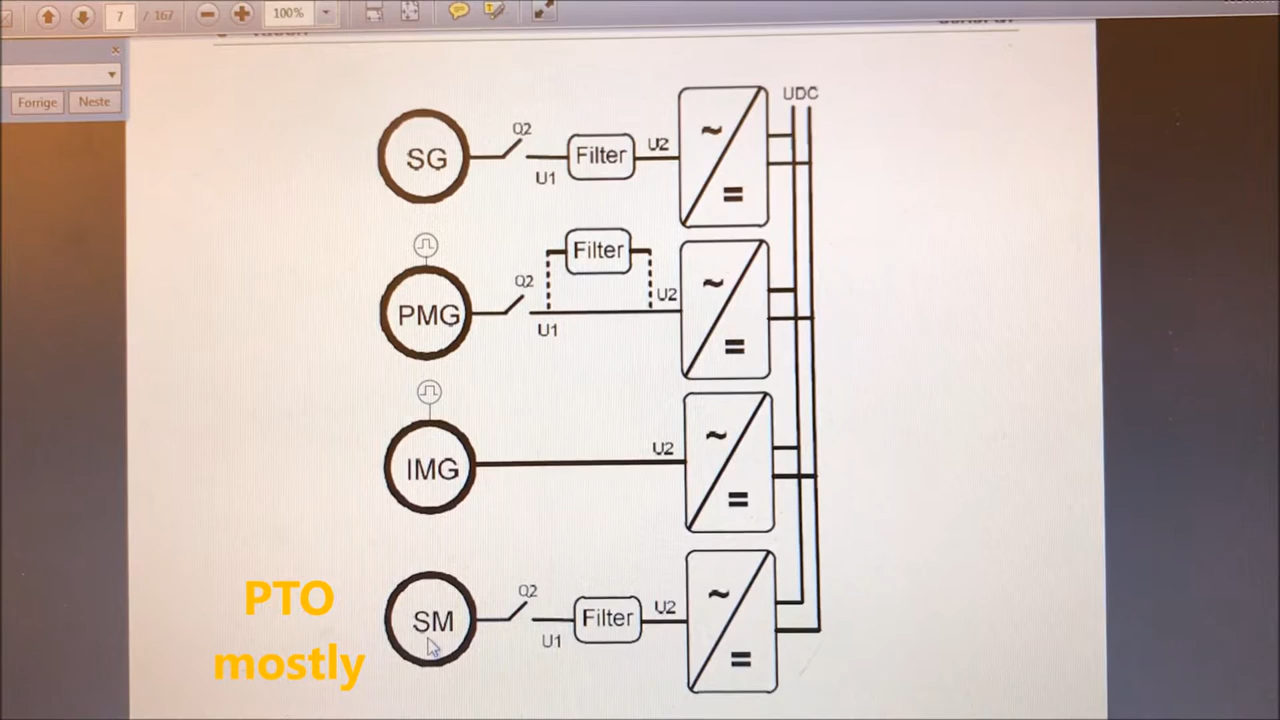 7 / 167
100%
Forrige
Neste
UDC
SG
Q2
U1
Filter
U2
~
=
PMG
Q2
U1
Filter
U2
~
=
IMG
U2
~
=
SM
Q2
U1
Filter
U2
~
=
PTO
mostly